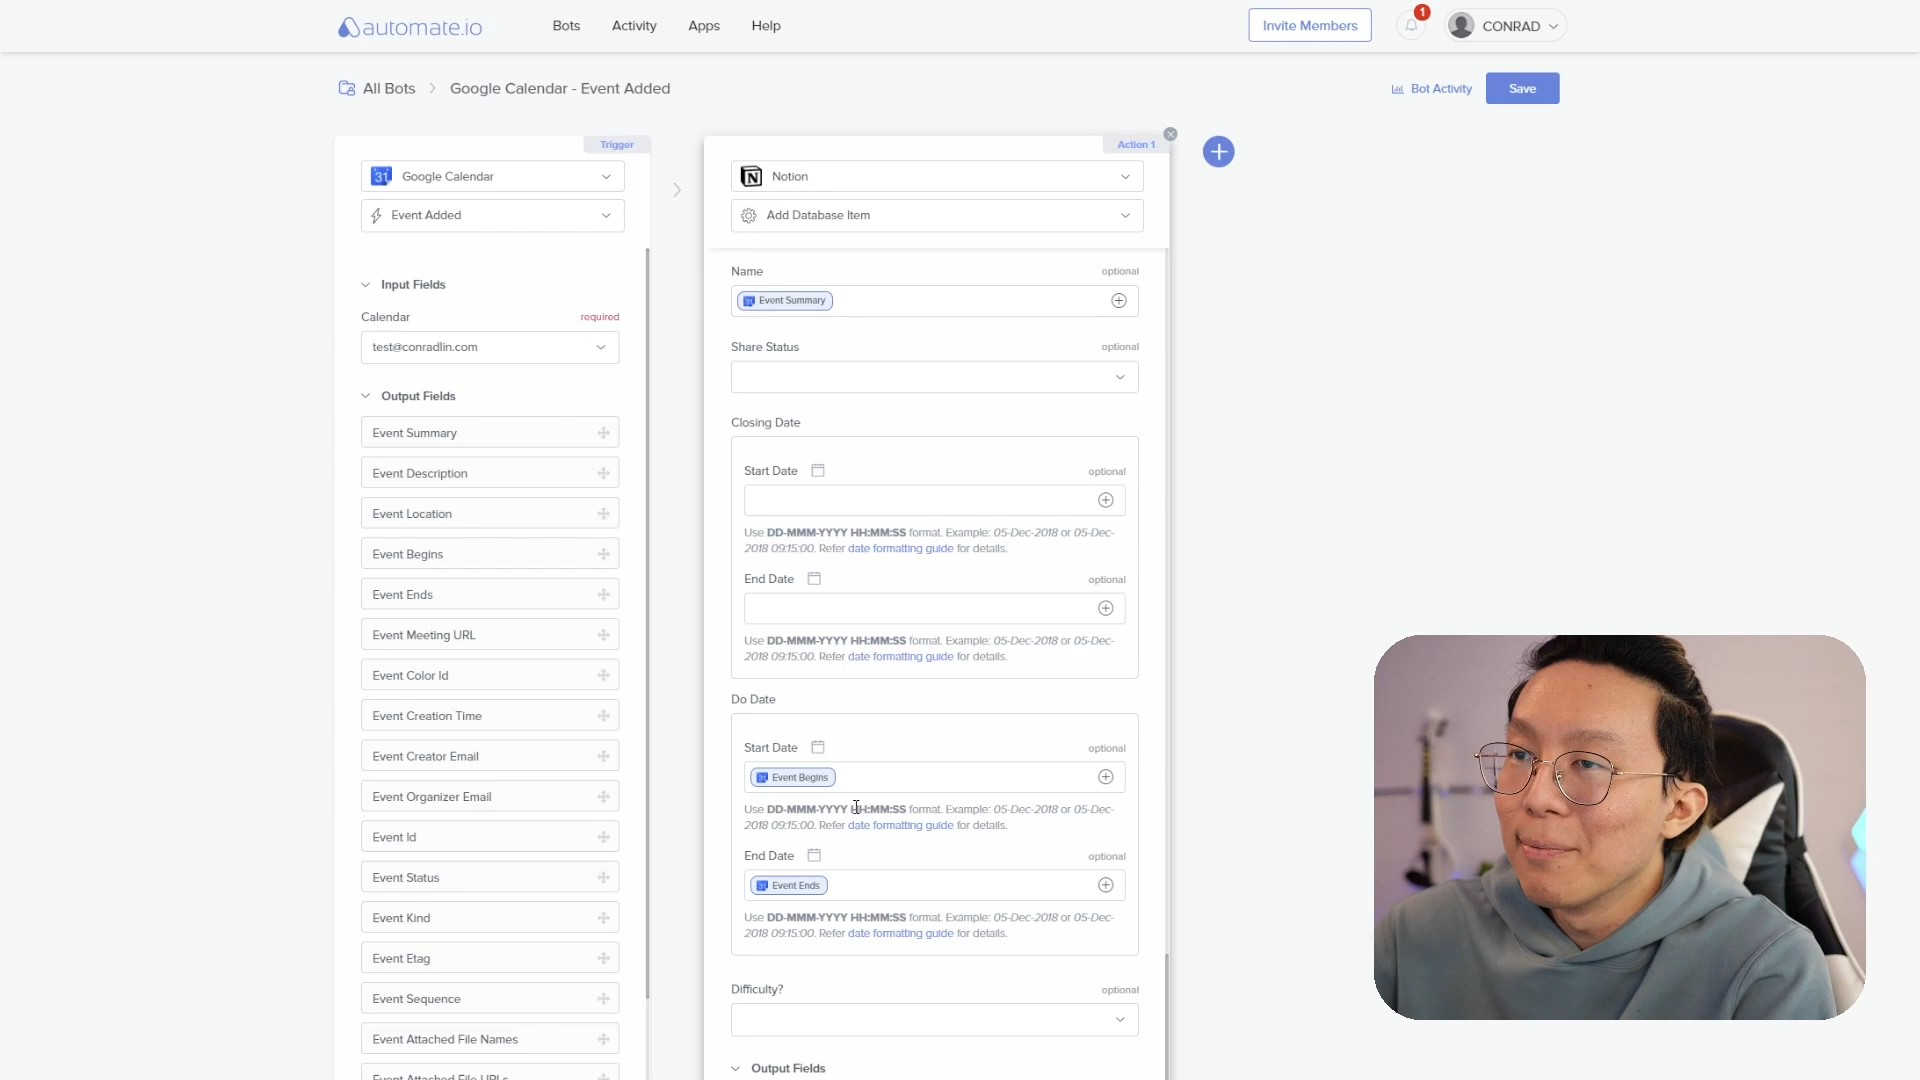 automate.io
Bots
Activity
Apps
Help
Invite Members
1
CONRAD
All Bots
Google Calendar - Event Added
Bot Activity
Save
Trigger
31 Google Calendar
Event Added
Input Fields
Calendar required
test@conradlin.com
Output Fields
Event Summary
Event Description
Event Location
Event Begins
Event Ends
Event Meeting URL
Event Color Id
Event Creation Time
Event Creator Email
Event Organizer Email
Event Id
Event Status
Event Kind
Event Etag
Event Sequence
Event Attached File Names
Event Attached File URLs
Action 1
N Notion
Add Database Item
Name optional
31 Event Summary
Share Status optional
Closing Date
Start Date optional
Use DD-MMM-YYYY HH:MM:SS format. Example: 05-Dec-2018 or 05-Dec-
2018 09:15:00. Refer date formatting guide for details.
End Date optional
Use DD-MMM-YYYY HH:MM:SS format. Example: 05-Dec-2018 or 05-Dec-
2018 09:15:00. Refer date formatting guide for details.
Do Date
Start Date optional
31 Event Begins
Use DD-MMM-YYYY HH:MM:SS format. Example: 05-Dec-2018 or 05-Dec-
2018 09:15:00. Refer date formatting guide for details.
End Date optional
31 Event Ends
Use DD-MMM-YYYY HH:MM:SS format. Example: 05-Dec-2018 or 05-Dec-
2018 09:15:00. Refer date formatting guide for details.
Difficulty? optional
Output Fields